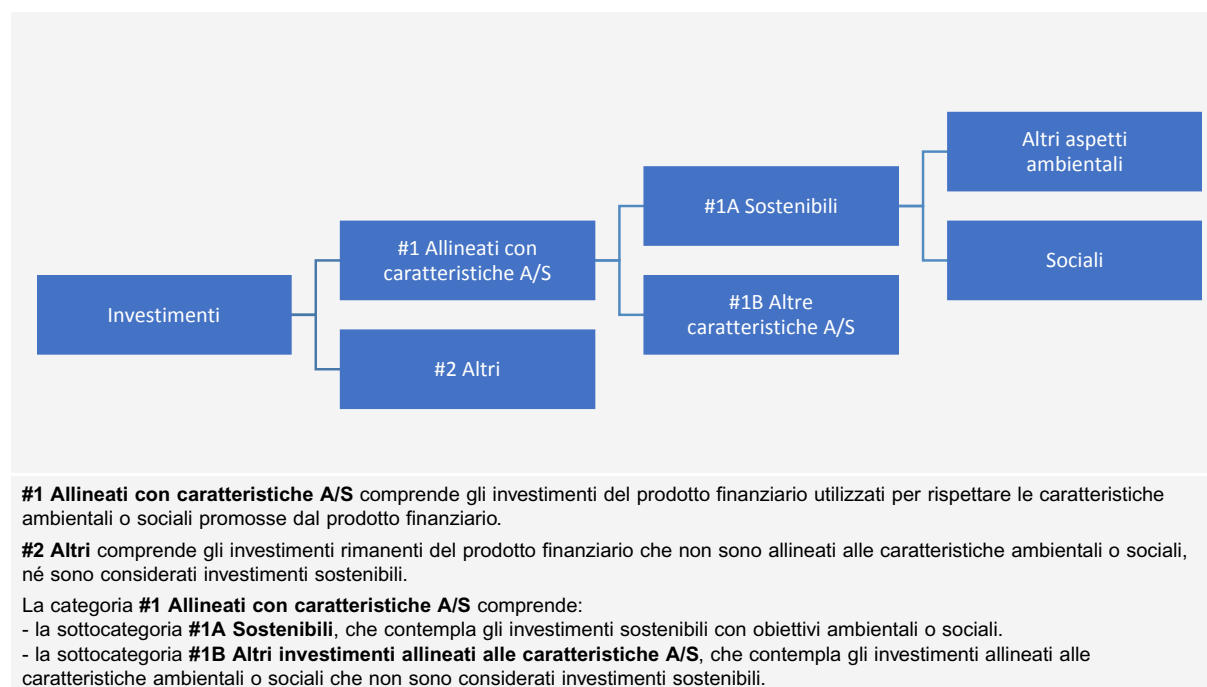 Altri aspetti
ambientali
#1A Sostenibili
#1 Allineati con
caratteristiche A/S
Sociali
Investimenti
#1B Altre
caratteristiche A/S
#2 Altri
#1 Allineati con caratteristiche A/S comprende gli investimenti del prodotto finanziario utilizzati per rispettare le caratteristiche
ambientali o sociali promosse dal prodotto finanziario.
#2 Altri comprende gli investimenti rimanenti del prodotto finanziario che non sono allineati alle caratteristiche ambientali o sociali,
né sono considerati investimenti sostenibili.
La categoria #1 Allineati con caratteristiche A/S comprende:
- la sottocategoria #1A Sostenibili, che contempla gli investimenti sostenibili con obiettivi ambientali o sociali.
- la sottocategoria #1B Altri investimenti allineati alle caratteristiche A/S, che contempla gli investimenti allineati alle
caratteristiche ambientali o sociali che non sono considerati investimenti sostenibili.